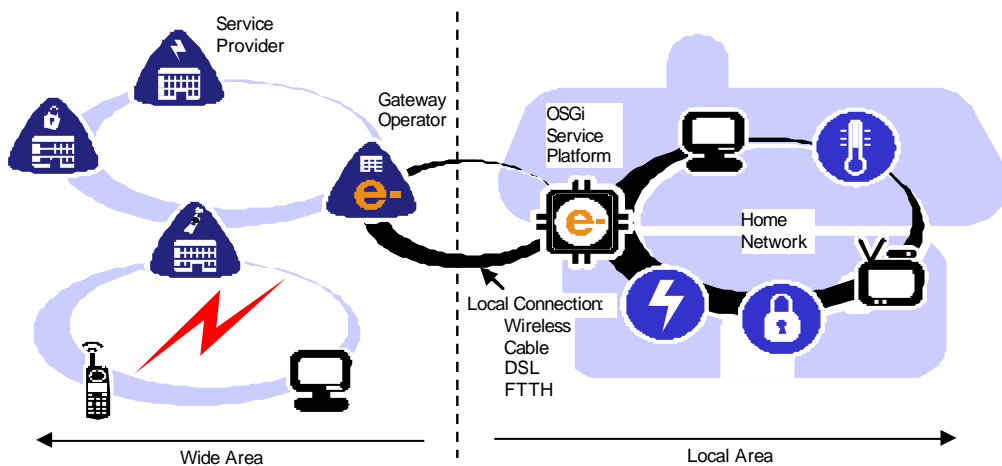 Service
Provider
Gateway
Operator
e-
OSGi
Service
Platform
e-
Home
Network
Local Connection:
Wireless
Cable
DSL
FTTH
Wide Area
Local Area